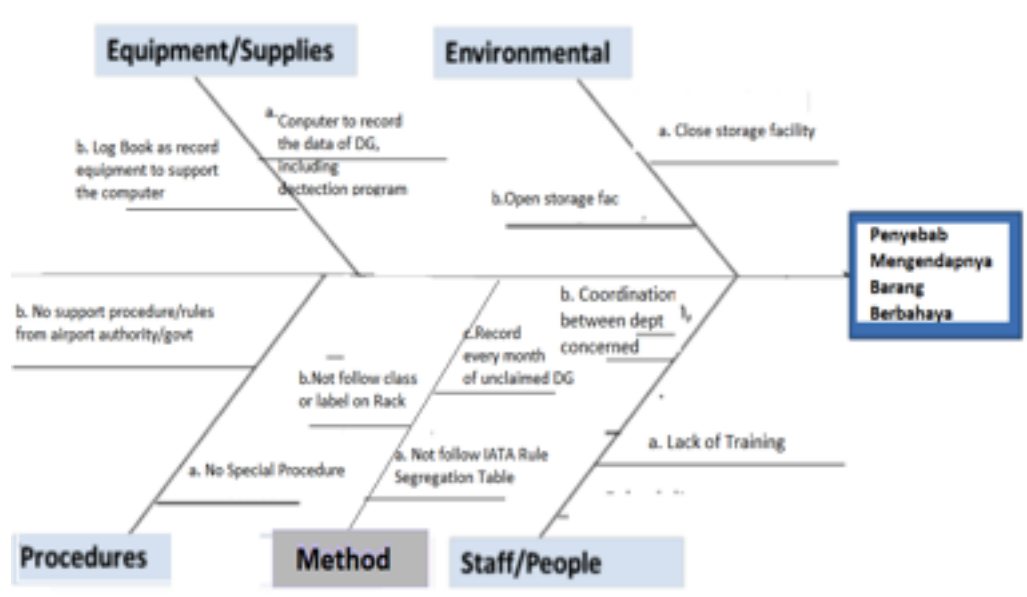 Equipment/Supplies
Environmental
a.
Conputer to record
the data of DG,
including
dectection program
b. Log Book as record
equipment to support
the computer
a. Close storage facility
b.Open storage fac
Penyebab
Mengendapnya
Barang
Berbahaya
b. No support procedure/rules
from airport authority/govt
a. No Special Procedure
b.Not follow class
or label on Rack
c.Record
every month
of unclaimed DG
a. Not follow IATA Rule
Segregation Table
b. Coordination
between dept
concerned
a. Lack of Training
Procedures
Method
Staff/People